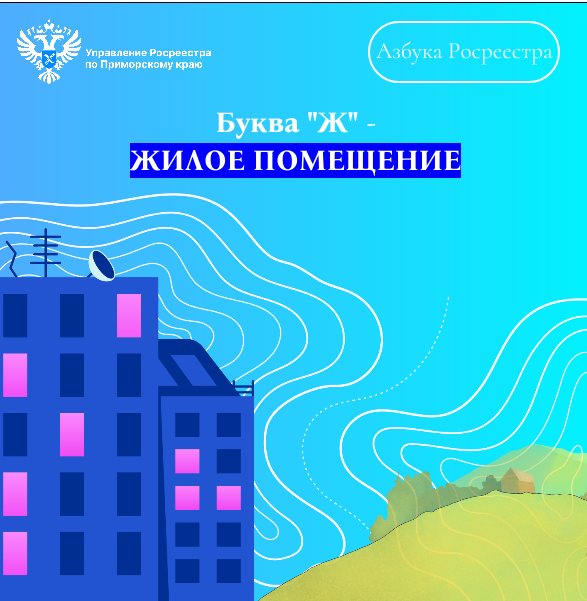 Управление Росреестра
по Приморскому краю
Азбука Росреестра
Буква "Ж" -
ЖИЛОЕ ПОМЕЩЕНИЕ